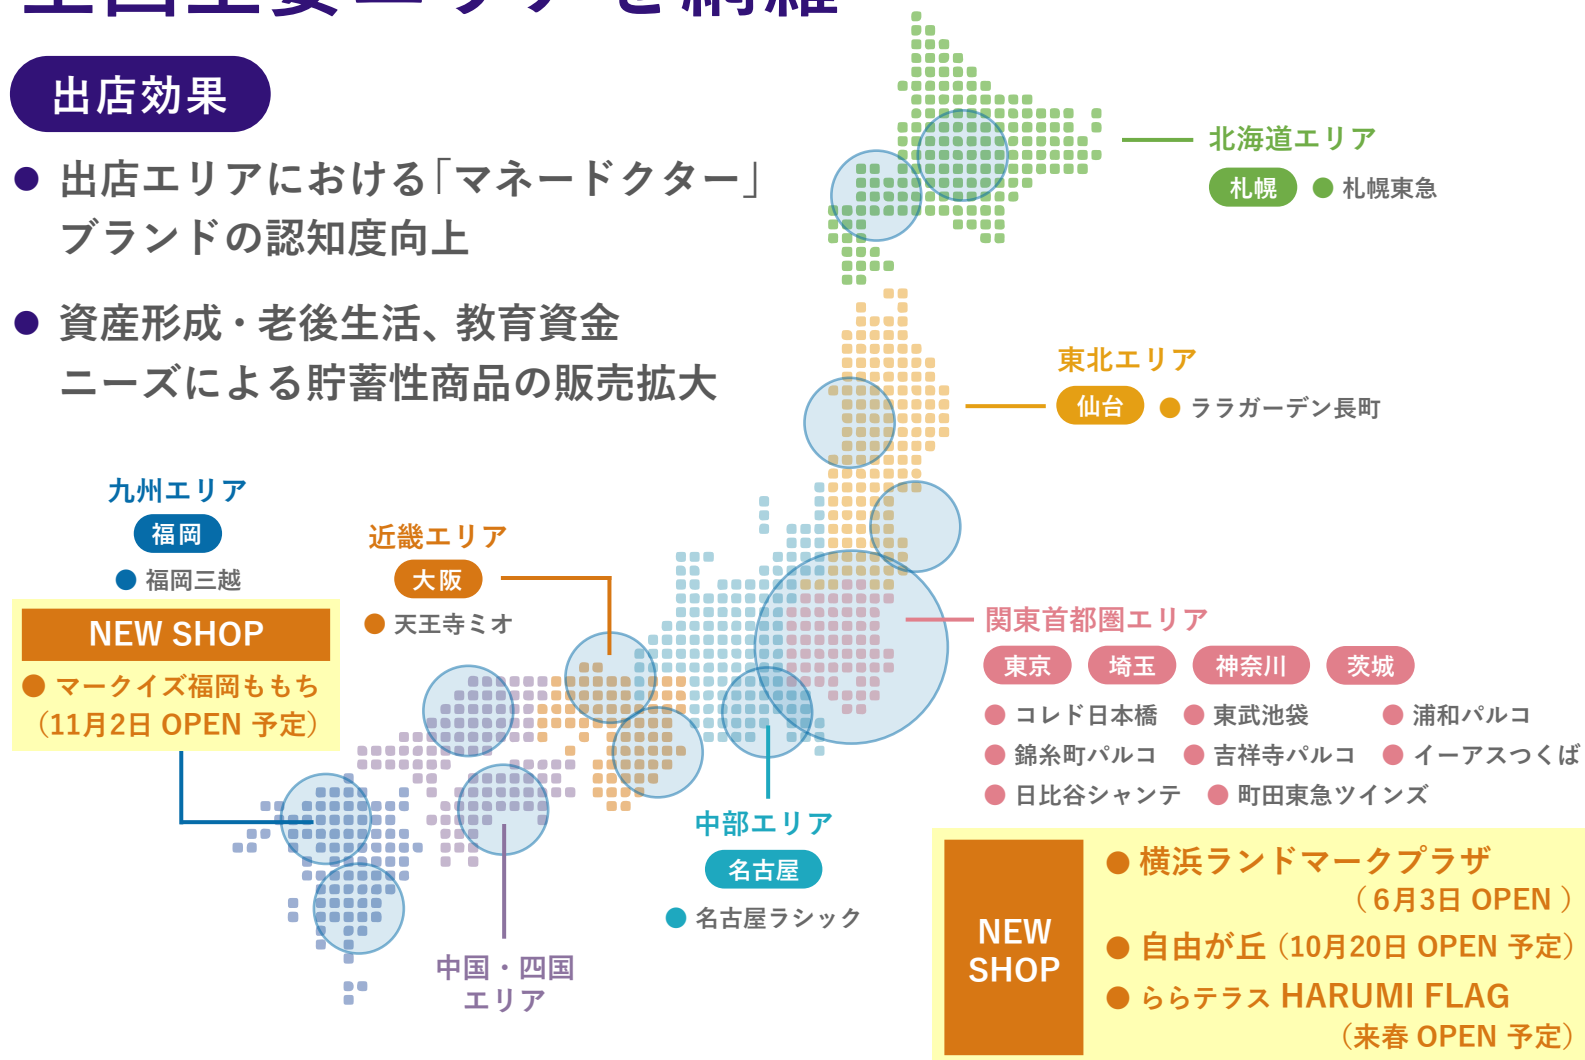 全国主要エリアを網羅
出店効果
● 出店エリアにおける「マネードクター」
ブランドの認知度向上
● 資産形成・老後生活、教育資金
ニーズによる貯蓄性商品の販売拡大
北海道エリア
札幌 ● 札幌東急
東北エリア
仙台 ● ララガーデン長町
九州エリア
福岡
● 福岡三越
NEW SHOP
● マークイズ福岡ももち
(11月2日 OPEN 予定)
近畿エリア
大阪
● 天王寺ミオ
関東首都圏エリア
東京 埼玉 神奈川 茨城
● コレド日本橋 ● 東武池袋 ● 浦和パルコ
● 錦糸町パルコ ● 吉祥寺パルコ ● イーアスつくば
● 日比谷シャンテ ● 町田東急ツインズ
中部エリア
名古屋
● 名古屋ラシック
中国・四国
エリア
NEW
SHOP
● 横浜ランドマークプラザ
(6月3日 OPEN)
● 自由が丘(10月20日 OPEN 予定)
● ららテラス HARUMI FLAG
(来春 OPEN 予定)